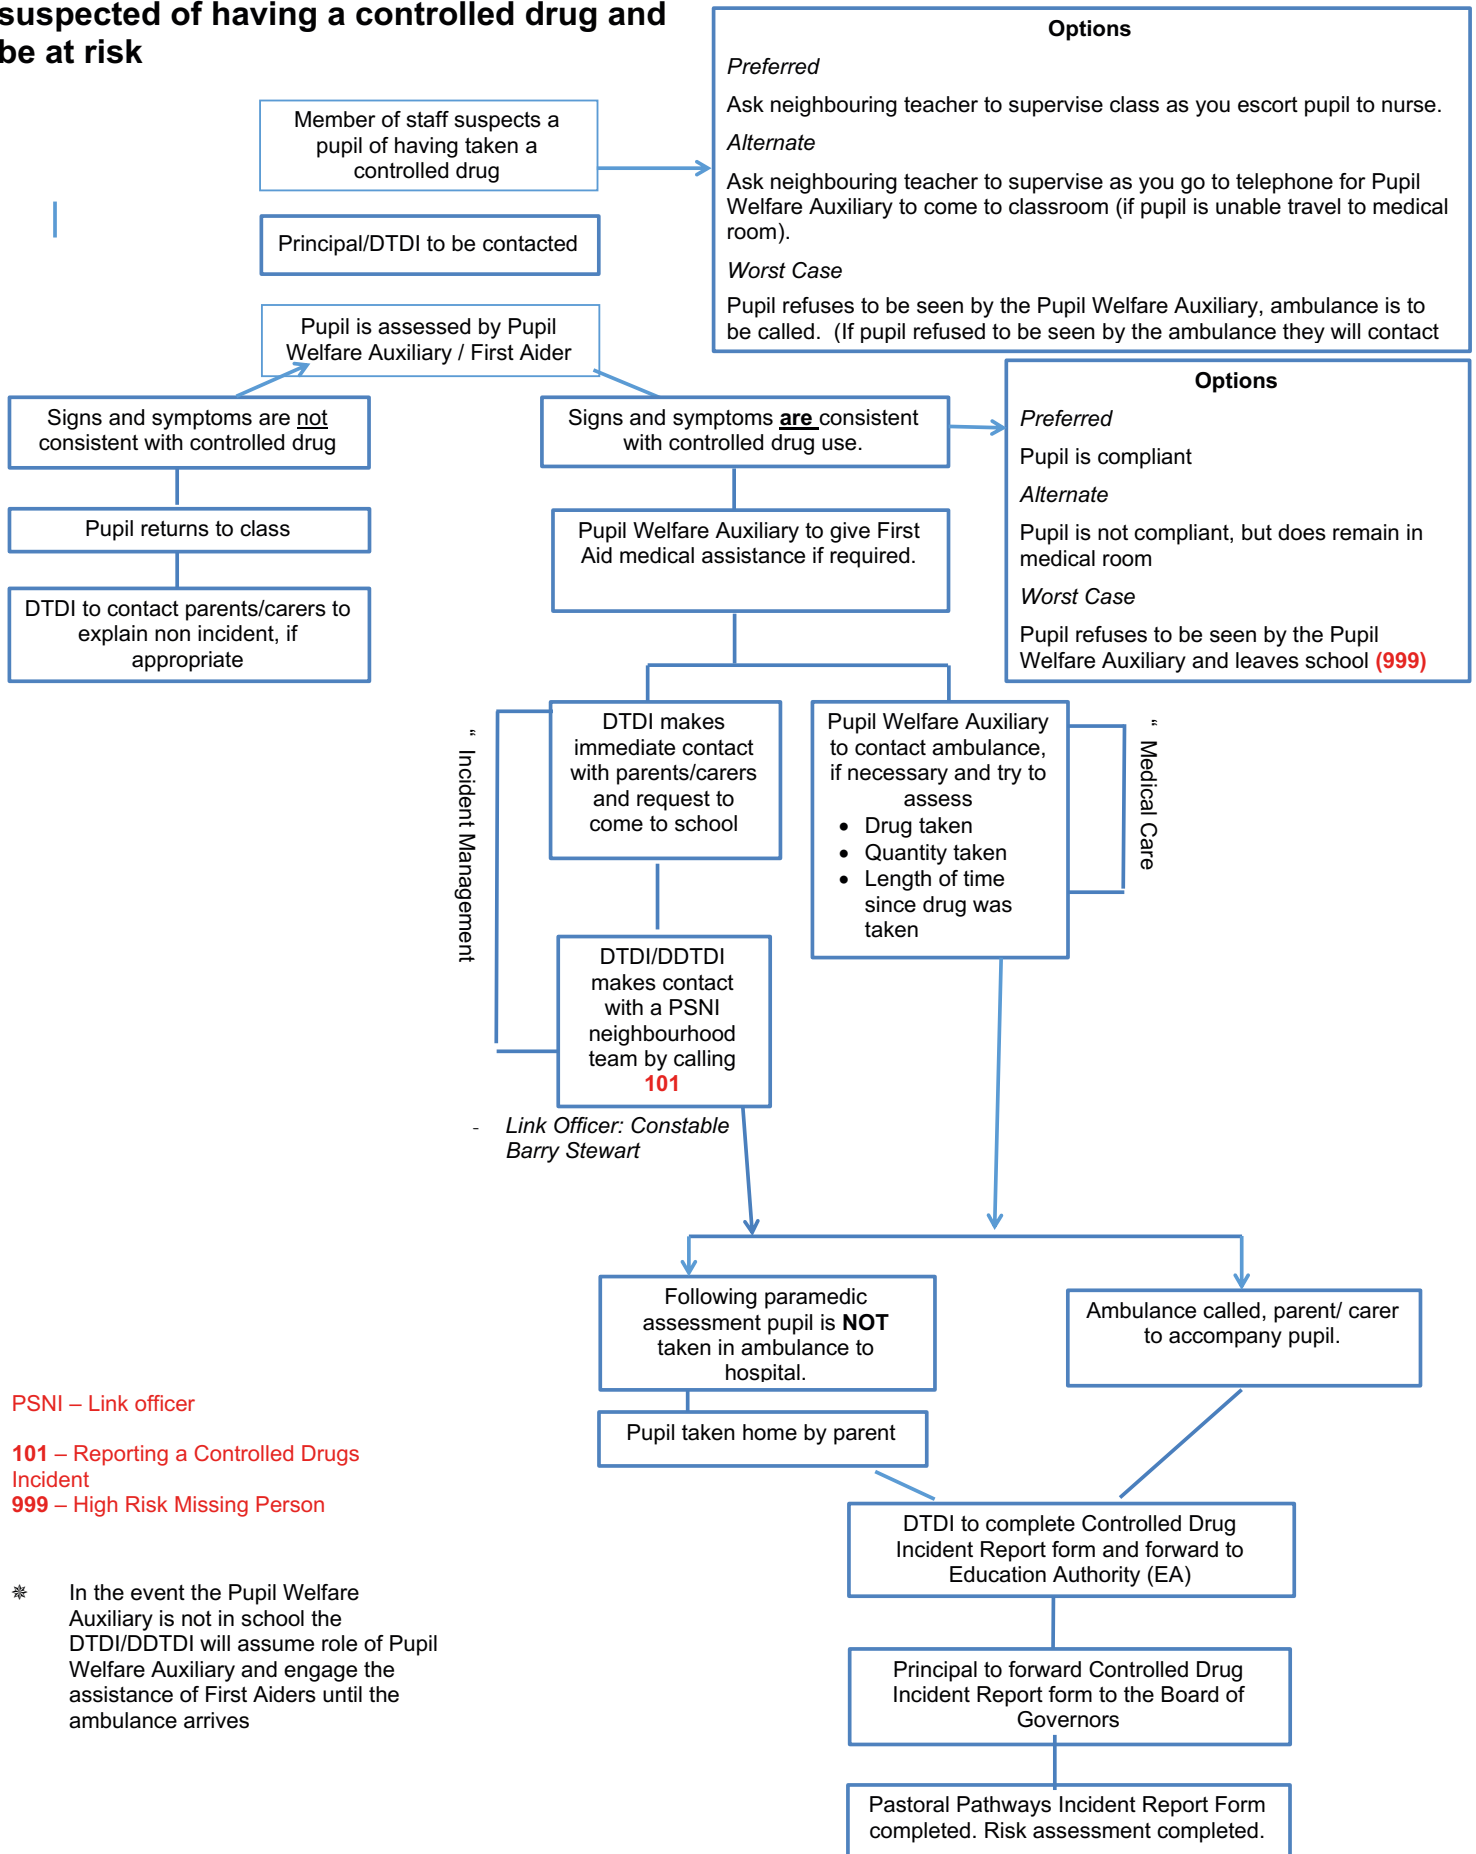 suspected of having a controlled drug and
be at risk
Member of staff suspects a
pupil of having taken a
controlled drug
Principal/DTDI to be contacted
Pupil is assessed by Pupil
Welfare Auxiliary / First Aider
Options
Preferred
Ask neighbouring teacher to supervise class as you escort pupil to nurse.
Alternate
Ask neighbouring teacher to supervise as you go to telephone for Pupil
Welfare Auxiliary to come to classroom (if pupil is unable travel to medical
room).
Worst Case
Pupil refuses to be seen by the Pupil Welfare Auxiliary, ambulance is to
be called.  (If pupil refused to be seen by the ambulance they will contact
Signs and symptoms are not
consistent with controlled drug
Pupil returns to class
DTDI to contact parents/carers to
explain non incident, if
appropriate
Signs and symptoms are consistent
with controlled drug use.
Options
Preferred
Pupil is compliant
Alternate
Pupil is not compliant, but does remain in
medical room
Worst Case
Pupil refuses to be seen by the Pupil
Welfare Auxiliary and leaves school (999)
Pupil Welfare Auxiliary to give First
Aid medical assistance if required.
“ Incident Management
DTDI makes
immediate contact
with parents/carers
and request to
come to school
Pupil Welfare Auxiliary
to contact ambulance,
if necessary and try to
assess
• Drug taken
• Quantity taken
• Length of time
since drug was
taken
“ Medical Care
DTDI/DDTDI
makes contact
with a PSNI
neighbourhood
team by calling
101
- Link Officer: Constable
Barry Stewart
Following paramedic
assessment pupil is NOT
taken in ambulance to
hospital.
Ambulance called, parent/ carer
to accompany pupil.
Pupil taken home by parent
PSNI – Link officer
101 – Reporting a Controlled Drugs
Incident
999 – High Risk Missing Person
DTDI to complete Controlled Drug
Incident Report form and forward to
Education Authority (EA)
✵ In the event the Pupil Welfare
Auxiliary is not in school the
DTDI/DDTDI will assume role of Pupil
Welfare Auxiliary and engage the
assistance of First Aiders until the
ambulance arrives
Principal to forward Controlled Drug
Incident Report form to the Board of
Governors
Pastoral Pathways Incident Report Form
completed. Risk assessment completed.